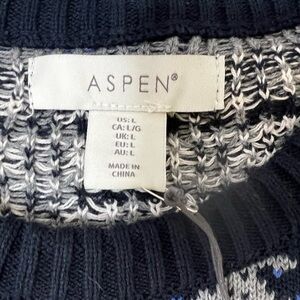 ASPEN®
US: L
CA: L/G
UK: L
EU: L
AU: L
MADE IN
CHINA